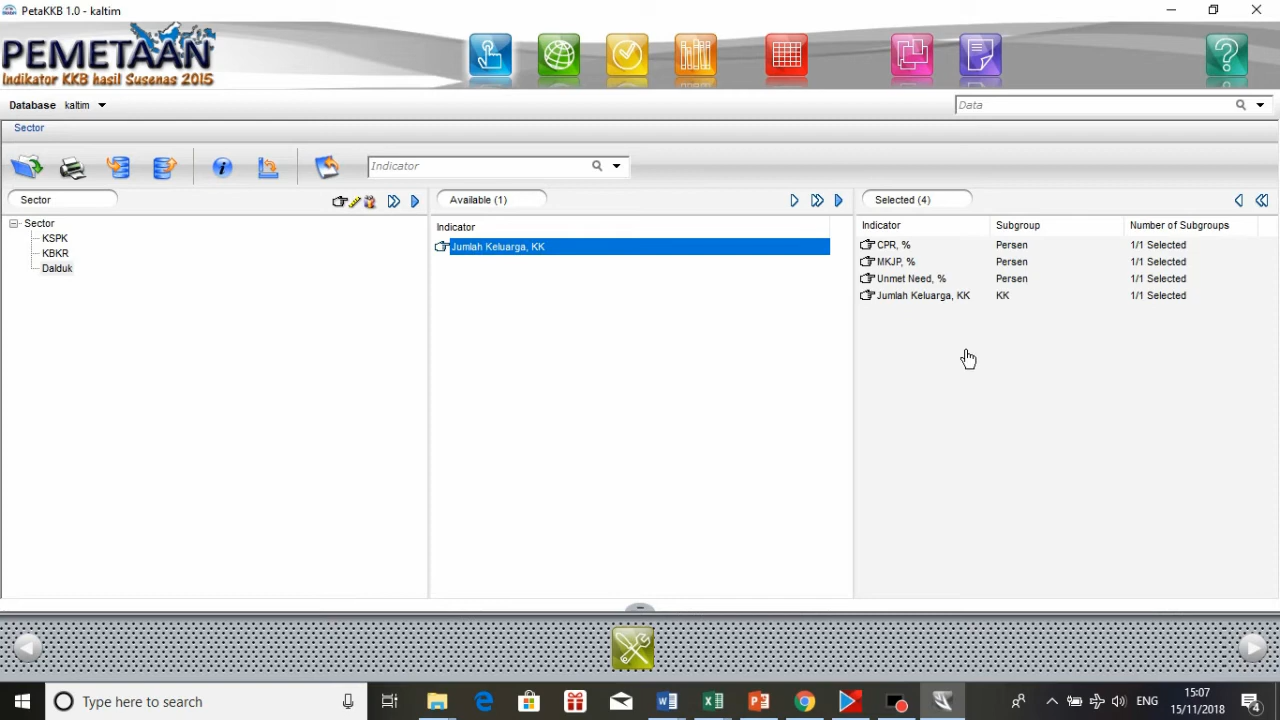 PetaKKB 1.0 - kaltim
PEMETAAN
Indikator KKB hasil Susenas 2015
Database kaltim
Data
Sector
Indicator
Sector
Available (1)
Selected (4)
Sector
KSPK
KBKR
Dalduk
Indicator
Jumlah Keluarga, KK
Indicator Subgroup Number of Subgroups
CPR, % Persen 1/1 Selected
MKJP, % Persen 1/1 Selected
Unmet Need, % Persen 1/1 Selected
Jumlah Keluarga, KK KK 1/1 Selected
Type here to search
ENG
15:07
15/11/2018
4